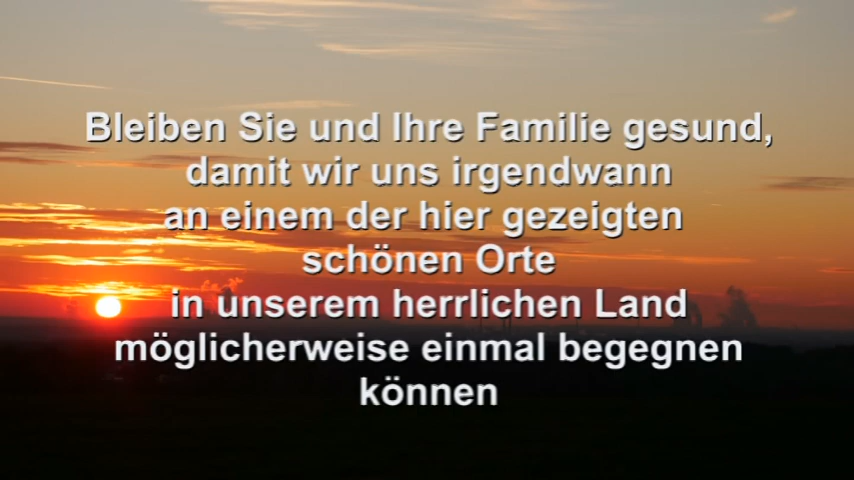 Bleiben Sie und Ihre Familie gesund,
damit wir uns irgendwann
an einem der hier gezeigten
schönen Orte
in unserem herrlichen Land
möglicherweise einmal begegnen
können